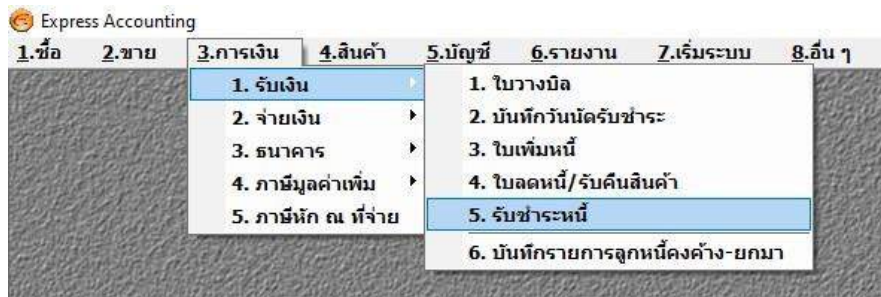 Express Accounting
1.ซื้อ 2.ขาย 3.การเงิน 4.สินค้า 5.บัญชี 6.รายงาน 7.เริ่มระบบ 8.อื่น ๆ
1. รับเงิน
2. จ่ายเงิน
3. ธนาคาร
4. ภาษีมูลค่าเพิ่ม
5. ภาษีหัก ณ ที่จ่าย
1. ใบวางบิล
2. บันทึกวันนัดรับชำระ
3. ใบเพิ่มหนี้
4. ใบลดหนี้/รับคืนสินค้า
5. รับชำระหนี้
6. บันทึกรายการลูกหนี้คงค้าง-ยกมา